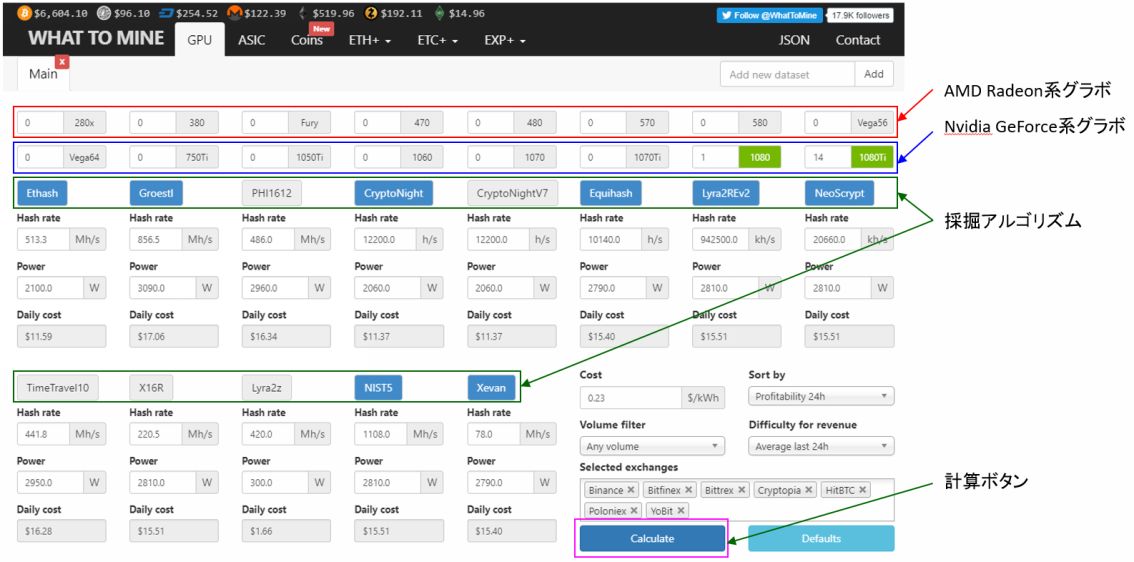 $6,604.10 $96.10 $254.52 $122.39 $519.96 $192.11 $14.96
Follow @WhatToMine 17.9K followers
WHAT TO MINE GPU ASIC Coins New ETH+ ETC+ EXP+ JSON Contact
Main x Add new dataset Add
AMD Radeon系グラボ
0 280x 0 380 0 Fury 0 470 0 480 0 570 0 580 0 Vega56
Nvidia GeForce系グラボ
0 Vega64 0 750Ti 0 1050Ti 0 1060 0 1070 0 1070Ti 1 1080 14 1080Ti
Ethash Groestl PHI1612 CryptoNight CryptoNightV7 Equihash Lyra2REv2 NeoScrypt
採掘アルゴリズム
Hash rate Hash rate Hash rate Hash rate Hash rate Hash rate Hash rate Hash rate
513.3 Mh/s 856.5 Mh/s 486.0 Mh/s 12200.0 h/s 12200.0 h/s 10140.0 h/s 942500.0 kh/s 20660.0 kh/s
Power Power Power Power Power Power Power Power
2100.0 W 3090.0 W 2960.0 W 2060.0 W 2060.0 W 2790.0 W 2810.0 W 2810.0 W
Daily cost Daily cost Daily cost Daily cost Daily cost Daily cost Daily cost Daily cost
$11.59 $17.06 $16.34 $11.37 $11.37 $15.40 $15.51 $15.51
TimeTravel10 X16R Lyra2z NIST5 Xevan
Hash rate Hash rate Hash rate Hash rate Hash rate
441.8 Mh/s 220.5 Mh/s 420.0 Mh/s 1108.0 Mh/s 78.0 Mh/s
Power Power Power Power Power
2950.0 W 2810.0 W 300.0 W 2810.0 W 2790.0 W
Daily cost Daily cost Daily cost Daily cost Daily cost
$16.28 $15.51 $1.66 $15.51 $15.40
Cost Sort by
0.23 $/kWh Profitability 24h
Volume filter Difficulty for revenue
Any volume Average last 24h
Selected exchanges
Binance × Bitfinex × Bittrex × Cryptopia × HitBTC ×
Poloniex × YoBit ×
計算ボタン
Calculate Defaults